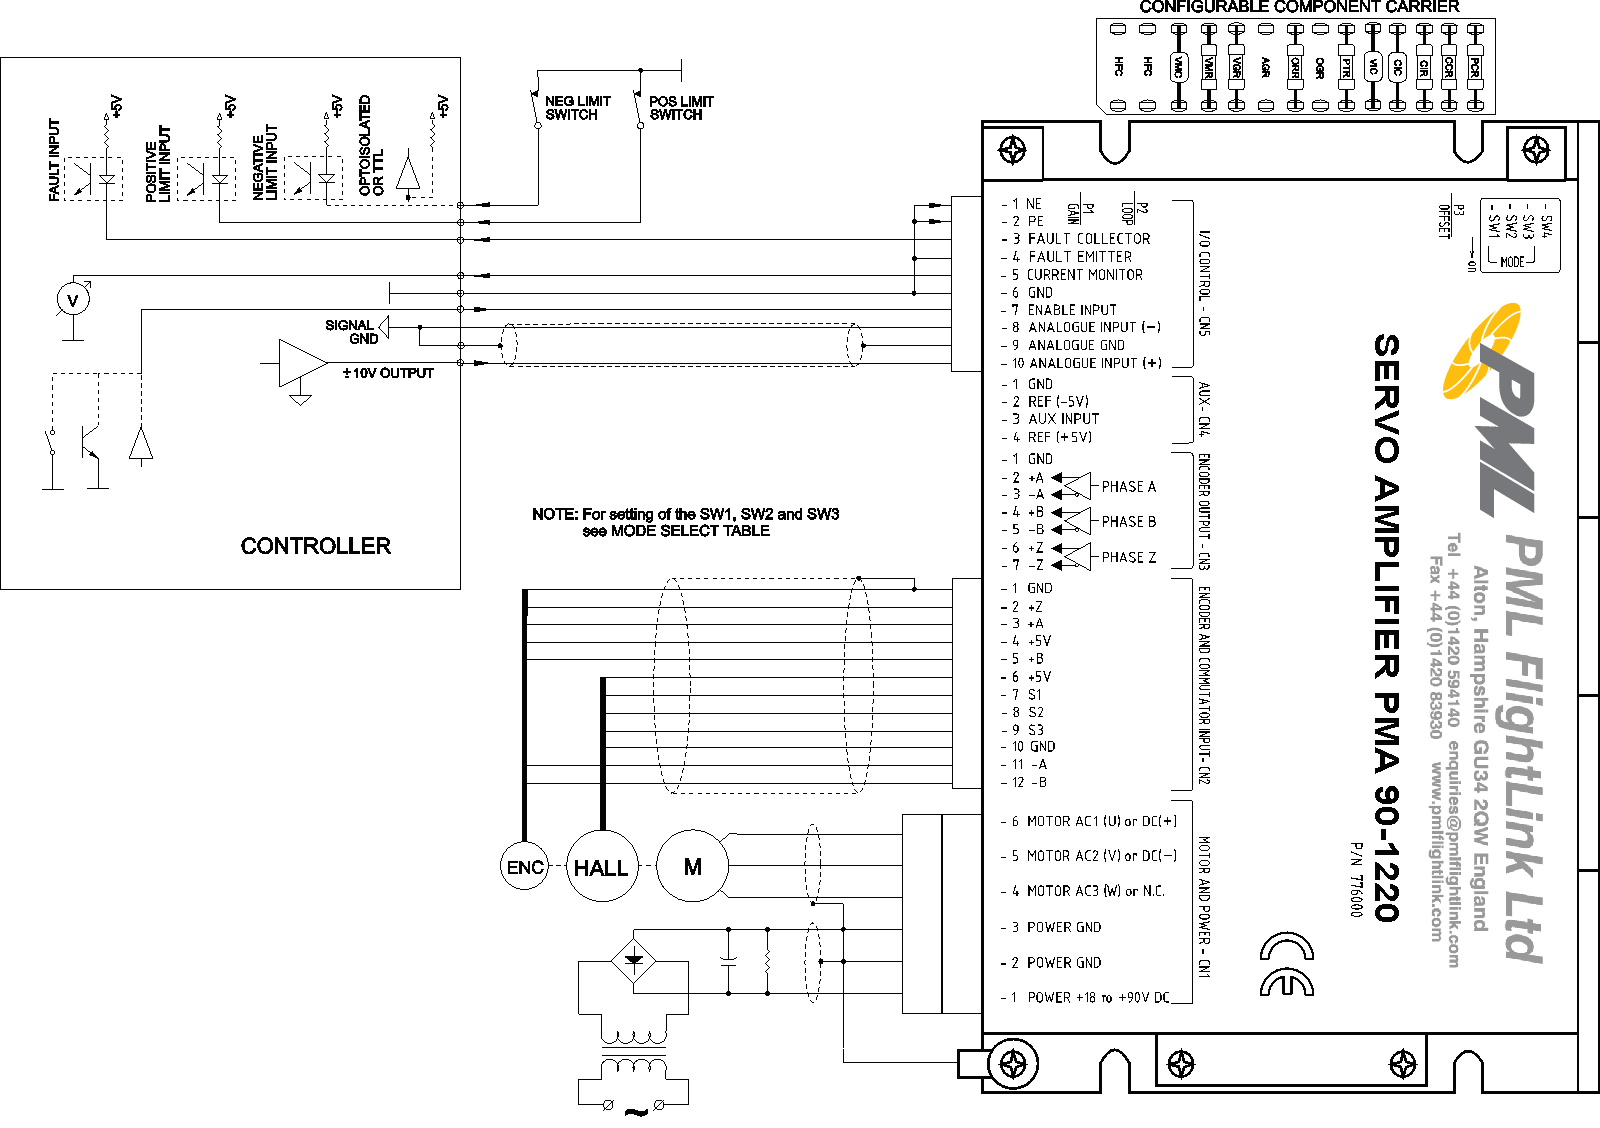 CONFIGURABLE COMPONENT CARRIER
HFC
HFC
VMC
VMR
VGR
AGR
ORR
OGR
PTR
VIC
CIC
CIR
CCR
PCR
FAULT INPUT
+5V
POSITIVE
LIMIT INPUT
+5V
NEGATIVE
LIMIT INPUT
+5V
OPTOISOLATED
OR TTL
+5V
NEG LIMIT
SWITCH
POS LIMIT
SWITCH
V
SIGNAL
GND
±10V OUTPUT
CONTROLLER
NOTE: For setting of the SW1, SW2 and SW3
see MODE SELECT TABLE
- 1 NE
- 2 PE
- 3 FAULT COLLECTOR
- 4 FAULT EMITTER
- 5 CURRENT MONITOR
- 6 GND
- 7 ENABLE INPUT
- 8 ANALOGUE INPUT (-)
- 9 ANALOGUE GND
- 10 ANALOGUE INPUT (+)
I/O CONTROL - CN5
P1
GAIN
P2
LOOP
P3
OFFSET
- SW1
- SW2
- SW3
- SW4
MODE
on
- 1 GND
- 2 REF (-5V)
- 3 AUX INPUT
- 4 REF (+5V)
AUX- CN4
- 1 GND
- 2 +A
- 3 -A
PHASE A
- 4 +B
- 5 -B
PHASE B
- 6 +Z
- 7 -Z
PHASE Z
ENCODER OUTPUT - CN3
- 1 GND
- 2 +Z
- 3 +A
- 4 +5V
- 5 +B
- 6 +5V
- 7 S1
- 8 S2
- 9 S3
- 10 GND
- 11 -A
- 12 -B
ENCODER AND COMMUTATOR INPUT- CN2
- 6 MOTOR AC1 (U) or DC(+)
- 5 MOTOR AC2 (V) or DC(-)
- 4 MOTOR AC3 (W) or N.C.
- 3 POWER GND
- 2 POWER GND
- 1 POWER +18 to +90V DC
MOTOR AND POWER - CN1
ENC
HALL
M
~
SERVO AMPLIFIER PMA 90-1220
P/N 776000
CE
PML
PML FlightLink Ltd
Alton, Hampshire GU34 2QW England
Tel +44 (0)1420 594140 enquiries@pmlflightlink.com
Fax +44 (0)1420 83930 www.pmlflightlink.com